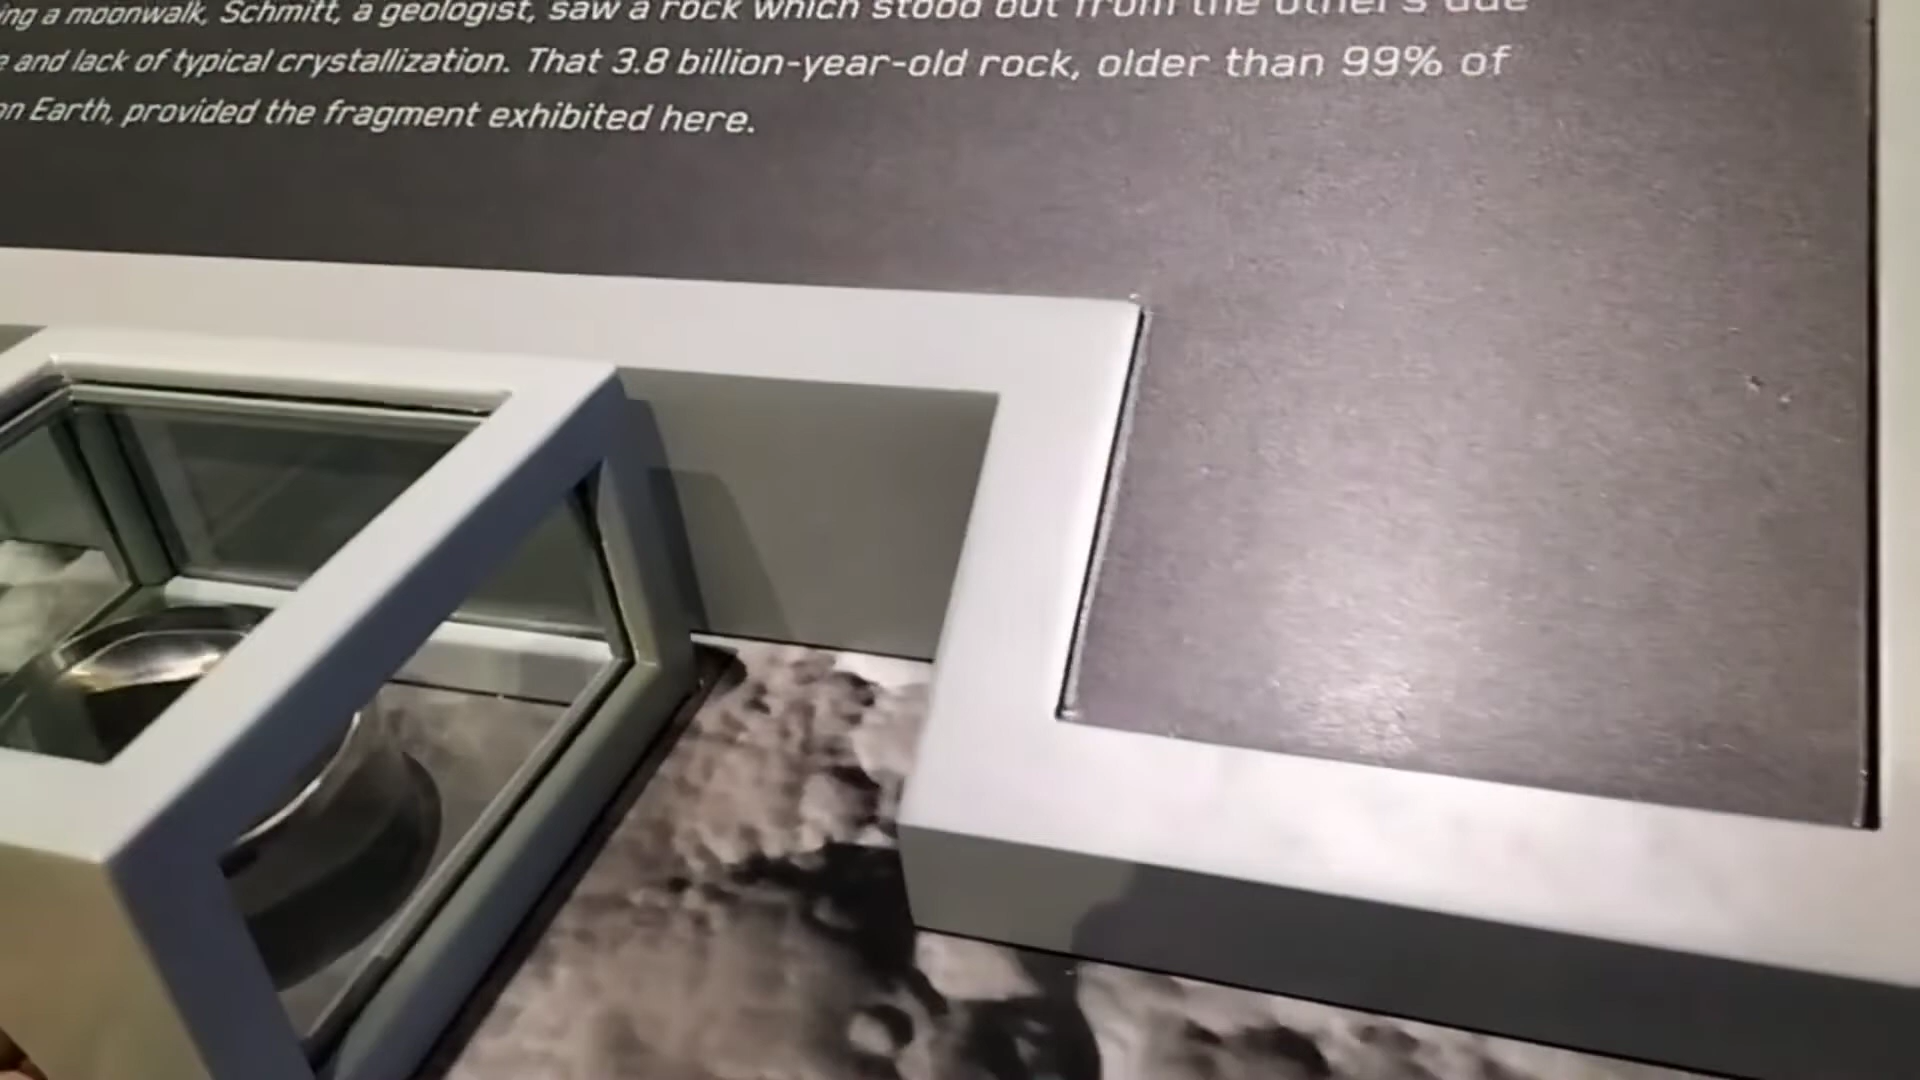 ing a moonwalk, Schmitt, a geologist, saw a rock which stood out from the others due
and lack of typical crystallization. That 3.8 billion-year-old rock, older than 99% of
on Earth, provided the fragment exhibited here.